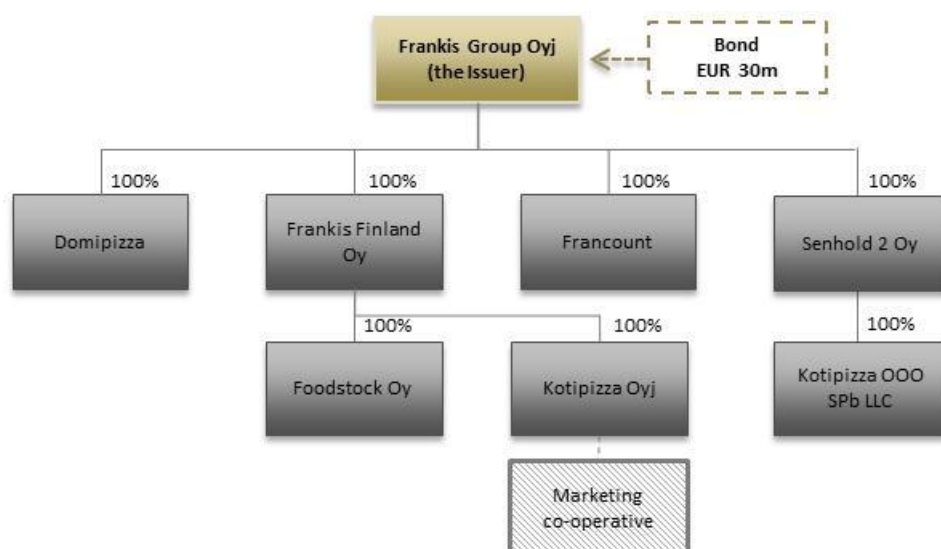 Frankis Group Oyj
(the Issuer)
Bond
EUR 30m
100%
100%
100%
100%
Domipizza
Frankis Finland
Oy
Francount
Senhold 2 Oy
100%
100%
100%
Foodstock Oy
Kotipizza Oyj
Kotipizza OOO
SPb LLC
Marketing
co-operative